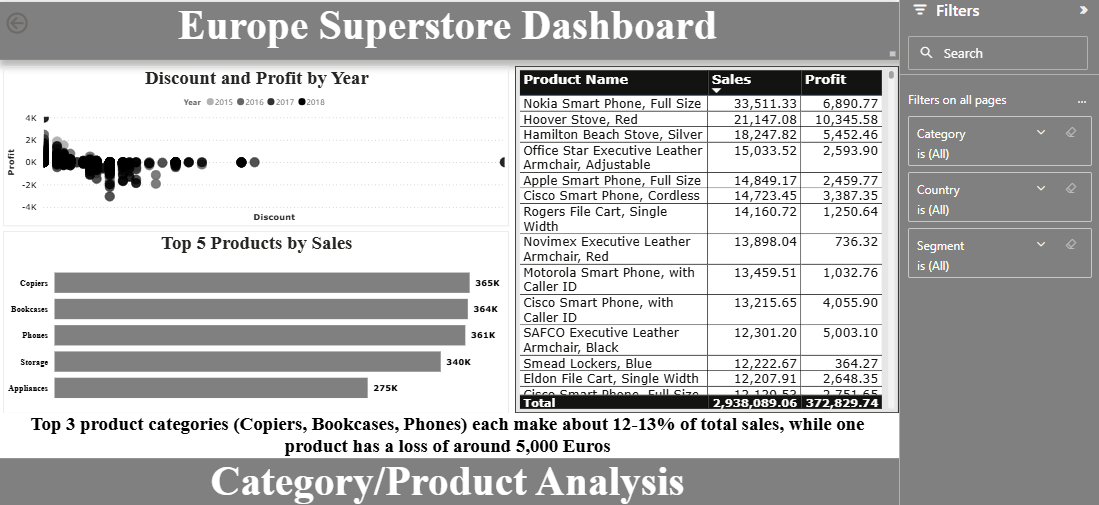 Europe Superstore Dashboard
Discount and Profit by Year
Year 2015 2016 2017 2018
4K
2K
0K
-2K
-4K
Profit
Discount
Top 5 Products by Sales
Copiers 365K
Bookcases 364K
Phones 361K
Storage 340K
Appliances 275K
Product Name Sales Profit
Nokia Smart Phone, Full Size 33,511.33 6,890.77
Hoover Stove, Red 21,147.08 10,345.58
Hamilton Beach Stove, Silver 18,247.82 5,452.46
Office Star Executive Leather 15,033.52 2,593.90
Armchair, Adjustable
Apple Smart Phone, Full Size 14,849.17 2,459.77
Cisco Smart Phone, Cordless 14,723.45 3,387.35
Rogers File Cart, Single 14,160.72 1,250.64
Width
Novimex Executive Leather 13,898.04 736.32
Armchair, Red
Motorola Smart Phone, with 13,459.51 1,032.76
Caller ID
Cisco Smart Phone, with 13,215.65 4,055.90
Caller ID
SAFCO Executive Leather 12,301.20 5,003.10
Armchair, Black
Smead Lockers, Blue 12,222.67 364.27
Eldon File Cart, Single Width 12,207.91 2,648.35
Cisco Smart Phone, Full Size
Total 2,938,089.06 372,829.74
Top 3 product categories (Copiers, Bookcases, Phones) each make about 12-13% of total sales, while one
product has a loss of around 5,000 Euros
Category/Product Analysis
Filters
Search
Filters on all pages ...
Category
is (All)
Country
is (All)
Segment
is (All)